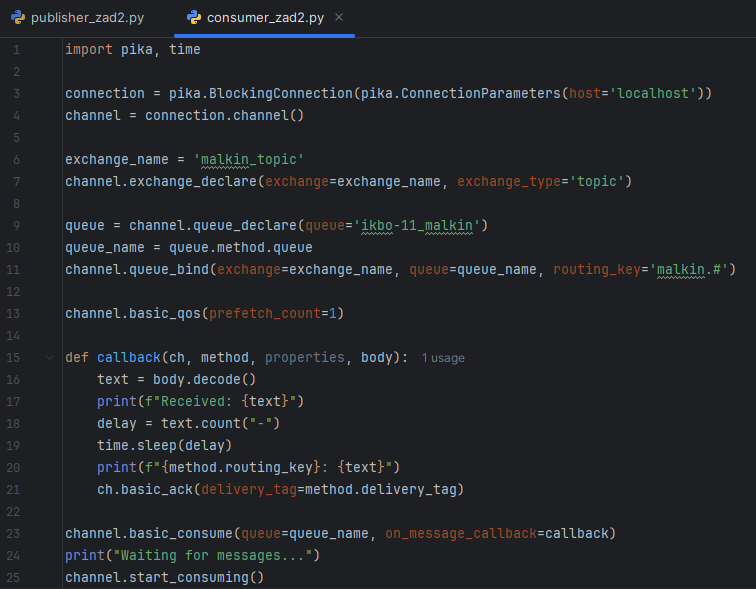 publisher_zad2.py consumer_zad2.py ×
1 import pika, time
2
3 connection = pika.BlockingConnection(pika.ConnectionParameters(host='localhost'))
4 channel = connection.channel()
5
6 exchange_name = 'malkin_topic'
7 channel.exchange_declare(exchange=exchange_name, exchange_type='topic')
8
9 queue = channel.queue_declare(queue='ikbo-11_malkin')
10 queue_name = queue.method.queue
11 channel.queue_bind(exchange=exchange_name, queue=queue_name, routing_key='malkin.#')
12
13 channel.basic_qos(prefetch_count=1)
14
15 def callback(ch, method, properties, body): 1 usage
16     text = body.decode()
17     print(f"Received: {text}")
18     delay = text.count("-")
19     time.sleep(delay)
20     print(f"{method.routing_key}: {text}")
21     ch.basic_ack(delivery_tag=method.delivery_tag)
22
23 channel.basic_consume(queue=queue_name, on_message_callback=callback)
24 print("Waiting for messages...")
25 channel.start_consuming()